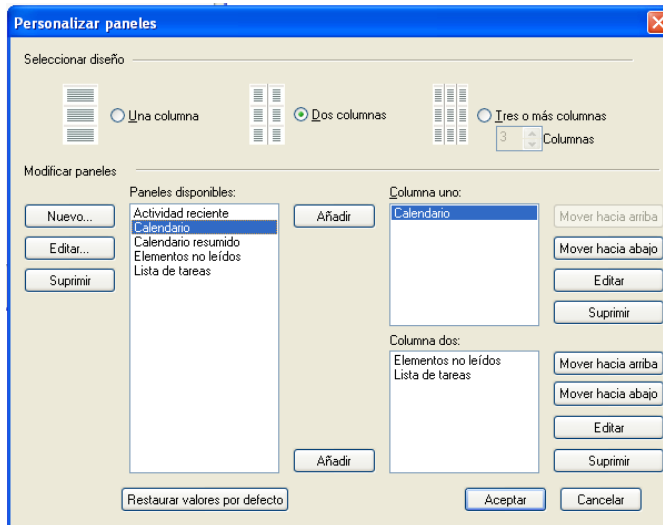 Personalizar paneles
Seleccionar diseño
Una columna
Dos columnas
Tres o más columnas
3
Columnas
Modificar paneles
Nuevo...
Editar...
Suprimir
Paneles disponibles:
Actividad reciente
Calendario
Calendario resumido
Elementos no leídos
Lista de tareas
Añadir
Añadir
Columna uno:
Calendario
Mover hacia arriba
Mover hacia abajo
Editar
Suprimir
Columna dos:
Elementos no leídos
Lista de tareas
Mover hacia arriba
Mover hacia abajo
Editar
Suprimir
Restaurar valores por defecto
Aceptar
Cancelar